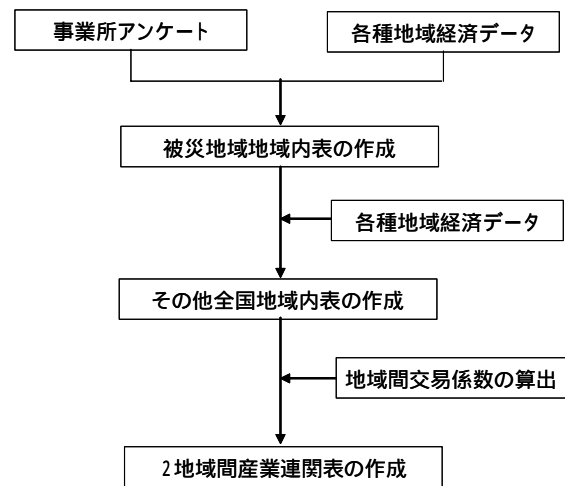 事業所アンケート
各種地域経済データ
被災地域地域内表の作成
各種地域経済データ
その他全国地域内表の作成
地域間交易係数の算出
2地域間産業連関表の作成